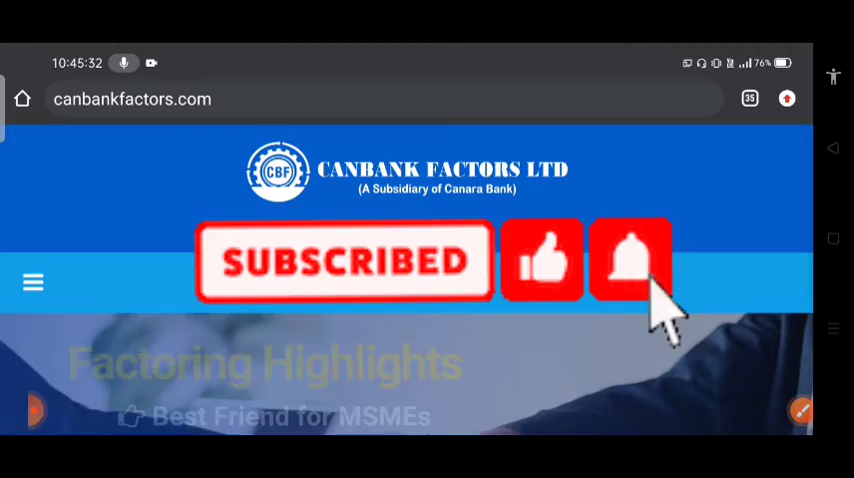 10:45:32
76%
canbankfactors.com
35
CBF
CANBANK FACTORS LTD
(A Subsidiary of Canara Bank)
SUBSCRIBED
Factoring Highlights
Best Friend for MSMEs